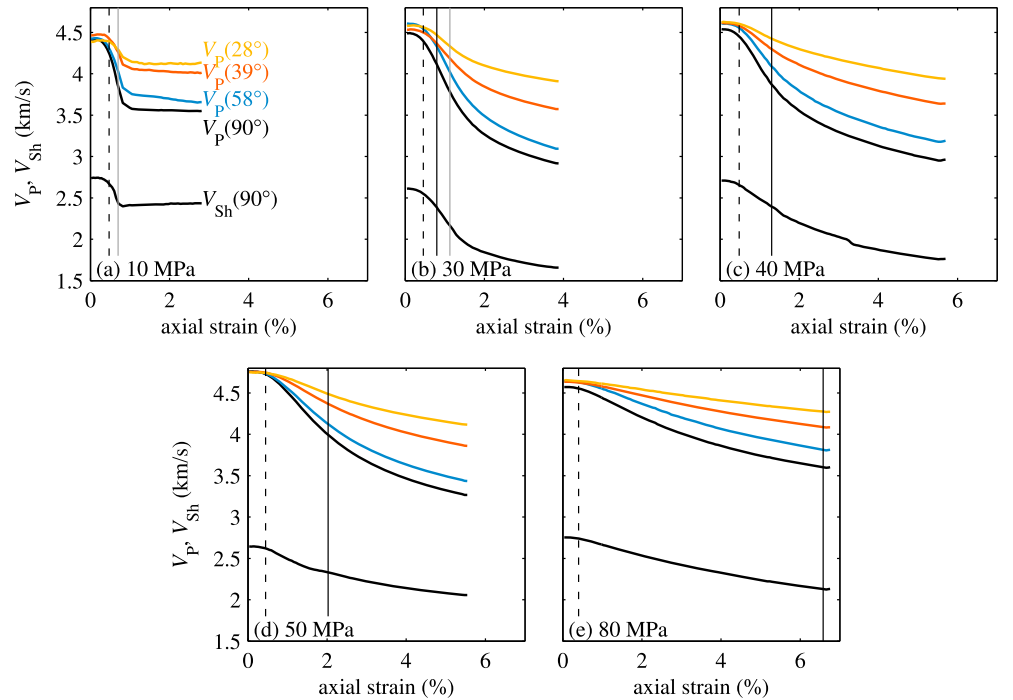 4.5
4
3.5
3
2.5
2
1.5
V_P, V_Sh (km/s)
V_P(28°)
V_P(39°)
V_P(58°)
V_P(90°)
V_Sh(90°)
(a) 10 MPa
0 2 4 6
axial strain (%)
(b) 30 MPa
0 2 4 6
axial strain (%)
(c) 40 MPa
0 2 4 6
axial strain (%)
4.5
4
3.5
3
2.5
2
1.5
V_P, V_Sh (km/s)
(d) 50 MPa
0 2 4 6
axial strain (%)
(e) 80 MPa
0 2 4 6
axial strain (%)